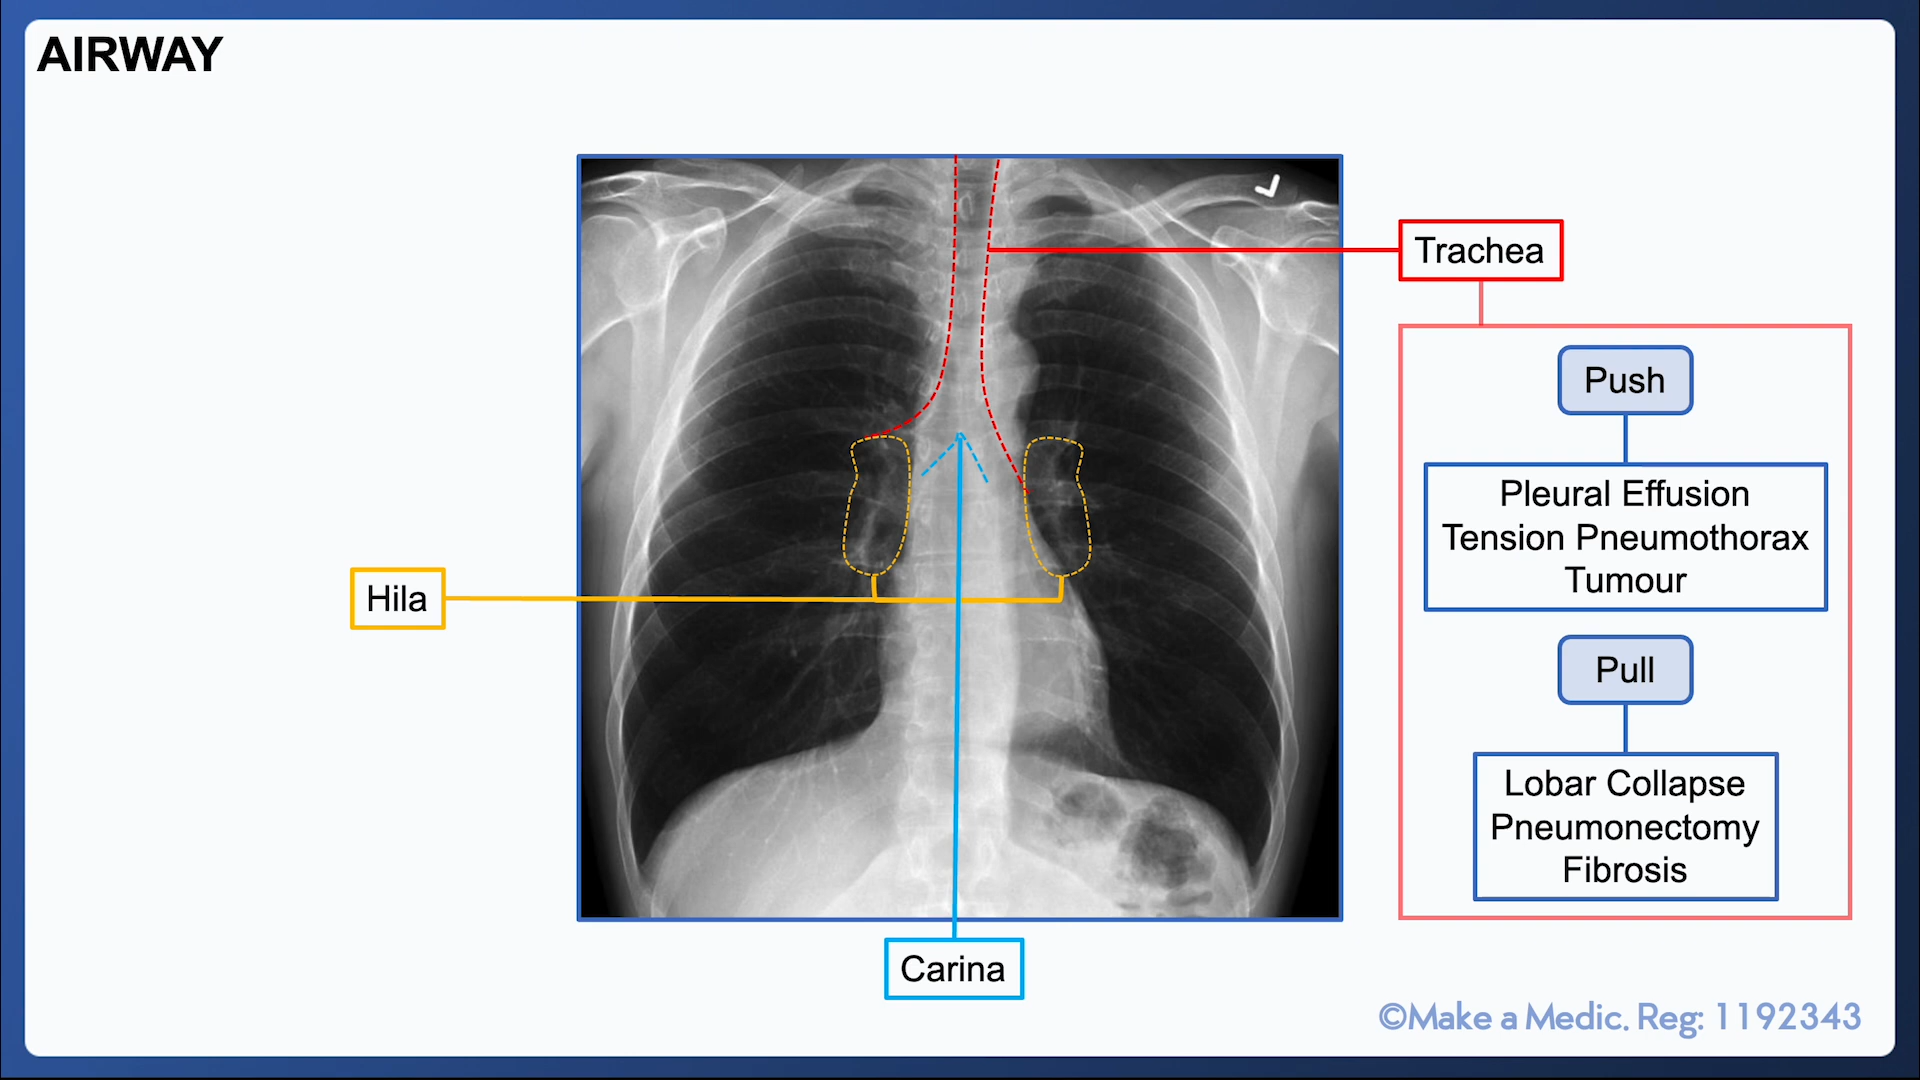 AIRWAY
Trachea
Push
Pleural Effusion
Tension Pneumothorax
Tumour
Hila
Pull
Lobar Collapse
Pneumonectomy
Fibrosis
Carina
©Make a Medic. Reg: 1192343